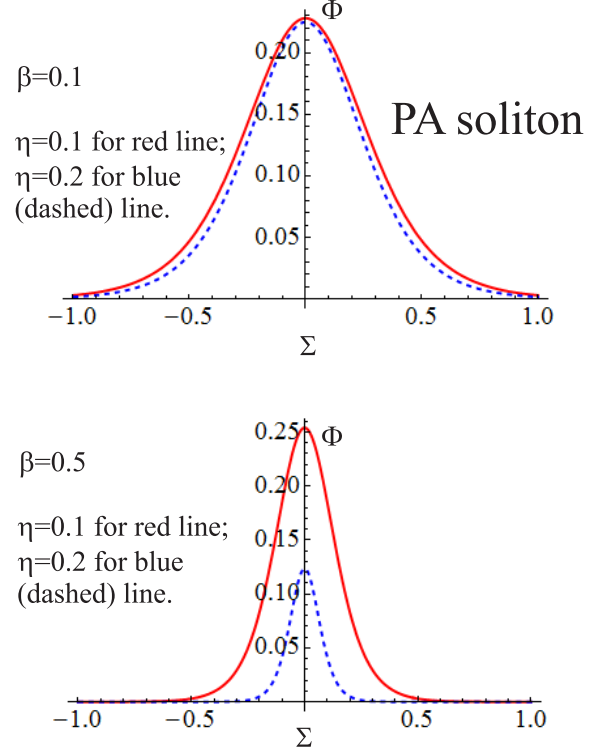 Φ
0.20
β=0.1
0.15
PA soliton
η=0.1 for red line;
η=0.2 for blue
0.10
(dashed) line.
0.05
−1.0 −0.5 0.5 1.0
Σ
0.25
Φ
β=0.5
0.20
η=0.1 for red line;
0.15
η=0.2 for blue
0.10
(dashed) line.
0.05
−1.0 −0.5 0.5 1.0
Σ